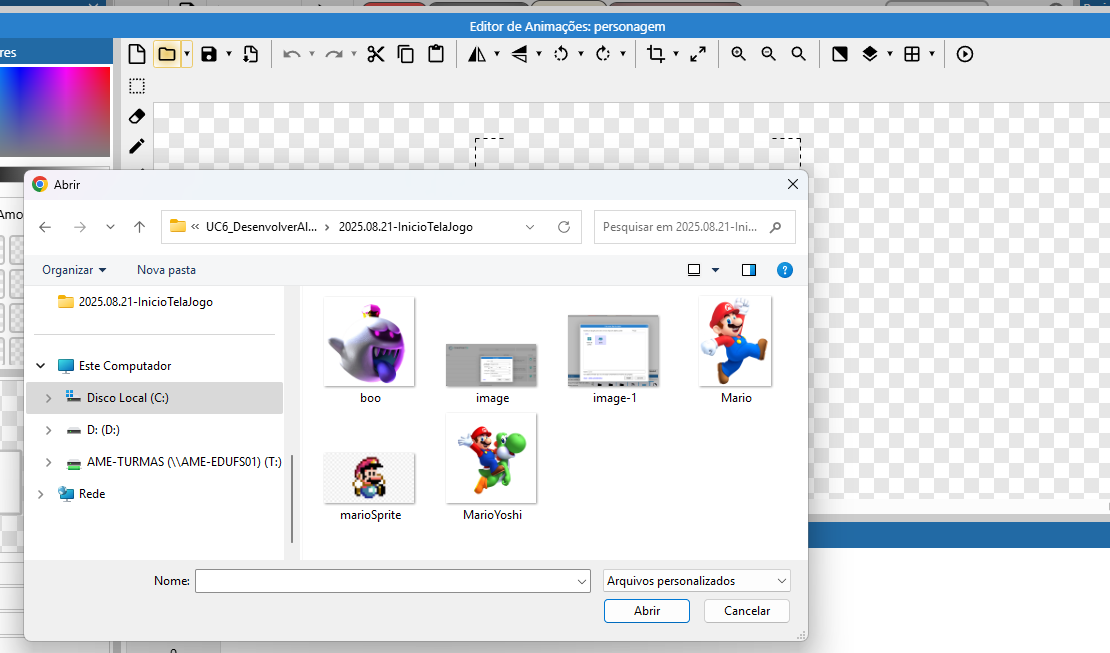 Editor de Animações: personagem
res
Amo
Abrir
« UC6_DesenvolverAl... › 2025.08.21-InicioTelaJogo
Pesquisar em 2025.08.21-Ini...
Organizar
Nova pasta
2025.08.21-InicioTelaJogo
Este Computador
Disco Local (C:)
D: (D:)
AME-TURMAS (\\AME-EDUFS01) (T:)
Rede
boo
image
image-1
Mario
marioSprite
MarioYoshi
Nome:
Arquivos personalizados
Abrir
Cancelar